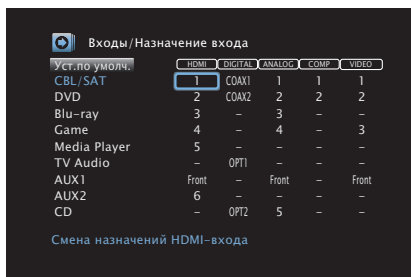 Входы/Назначение входа
Уст.по умолч. HDMI DIGITAL ANALOG COMP VIDEO
CBL/SAT 1 COAX1 1 1 1
DVD 2 COAX2 2 2 2
Blu-ray 3 – 3 – –
Game 4 – 4 – 3
Media Player 5 – – – –
TV Audio – OPT1 – – –
AUX1 Front – Front – Front
AUX2 6 – – – –
CD – OPT2 5 – –
Смена назначений HDMI-входа